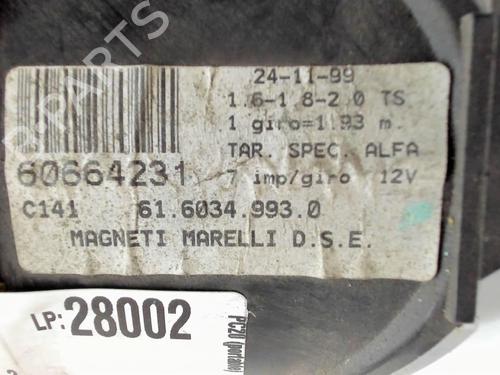 24-11-99
1.6-1.8-2.0 TS
1 giro=1.93 m.
TAR. SPEC. ALFA
60664231
7 imp/giro 12V
C141 61.6034.993.0
MAGNETI MARELLI D.S.E.
LP: 28002